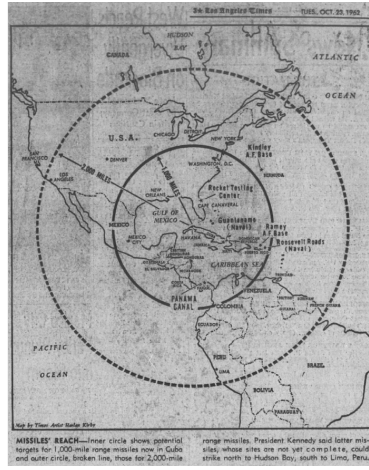 Los Angeles Times
TUES., OCT. 23, 1962
HUDSON
BAY
CANADA
ATLANTIC
OCEAN
U.S.A.
CHICAGO
DETROIT
NEW YORK
SAN
FRANCISCO
DENVER
WASHINGTON, D.C.
Kindley
A.F. Base
BERMUDA
2,000 MILES
1,000 MILES
LOS
ANGELES
NEW
ORLEANS
Rocket Testing
Center
CAPE CANAVERAL
GULF OF
MEXICO
Guantanamo
(Naval)
Ramey
A.F. Base
MEXICO
HAVANA
MEXICO
CITY
Roosevelt Roads
(Naval)
CARIBBEAN SEA
PANAMA
CANAL
VENEZUELA
COLOMBIA
ECUADOR
PACIFIC
OCEAN
PERU
LIMA
BRAZIL
BOLIVIA
PARAGUAY
Map by Times Artist
MISSILES' REACH—Inner circle shows potential
targets for 1,000-mile range missiles now in Cuba
and outer circle, broken line, those for 2,000-mile
range missiles. President Kennedy said latter mis-
siles, whose sites are not yet complete, could
strike north to Hudson Bay, south to Lima, Peru.